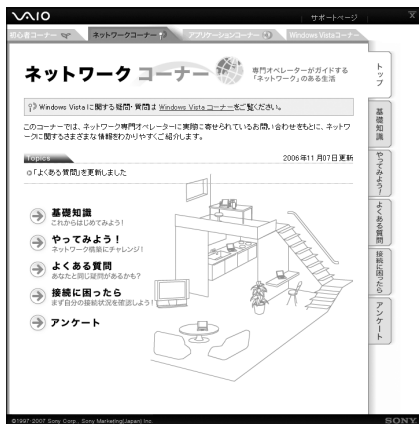 VAIO
サポートページ
初心者コーナー
ネットワークコーナー
アプリケーションコーナー
Windows Vistaコーナー
ネットワーク コーナー
専門オペレーターがガイドする
「ネットワーク」のある生活
Windows Vista に関する疑問・質問は Windows Vista コーナーをご覧ください。
このコーナーでは、ネットワーク専門オペレーターに実際に寄せられているお問い合わせをもとに、ネットワ
ークに関するさまざまな情報をわかりやすくご紹介します。
Topics
2006年11月07日更新
「よくある質問」を更新しました
基礎知識
これからはじめてみよう!
やってみよう!
ネットワーク構築にチャレンジ!
よくある質問
あなたと同じ疑問があるかも?
接続に困ったら
まず自分の接続状況を確認しよう!
アンケート
トップ
基礎知識
やってみよう!
よくある質問
接続に困ったら
アンケート
©1997-2007 Sony Corp., Sony Marketing(Japan) Inc.
SONY